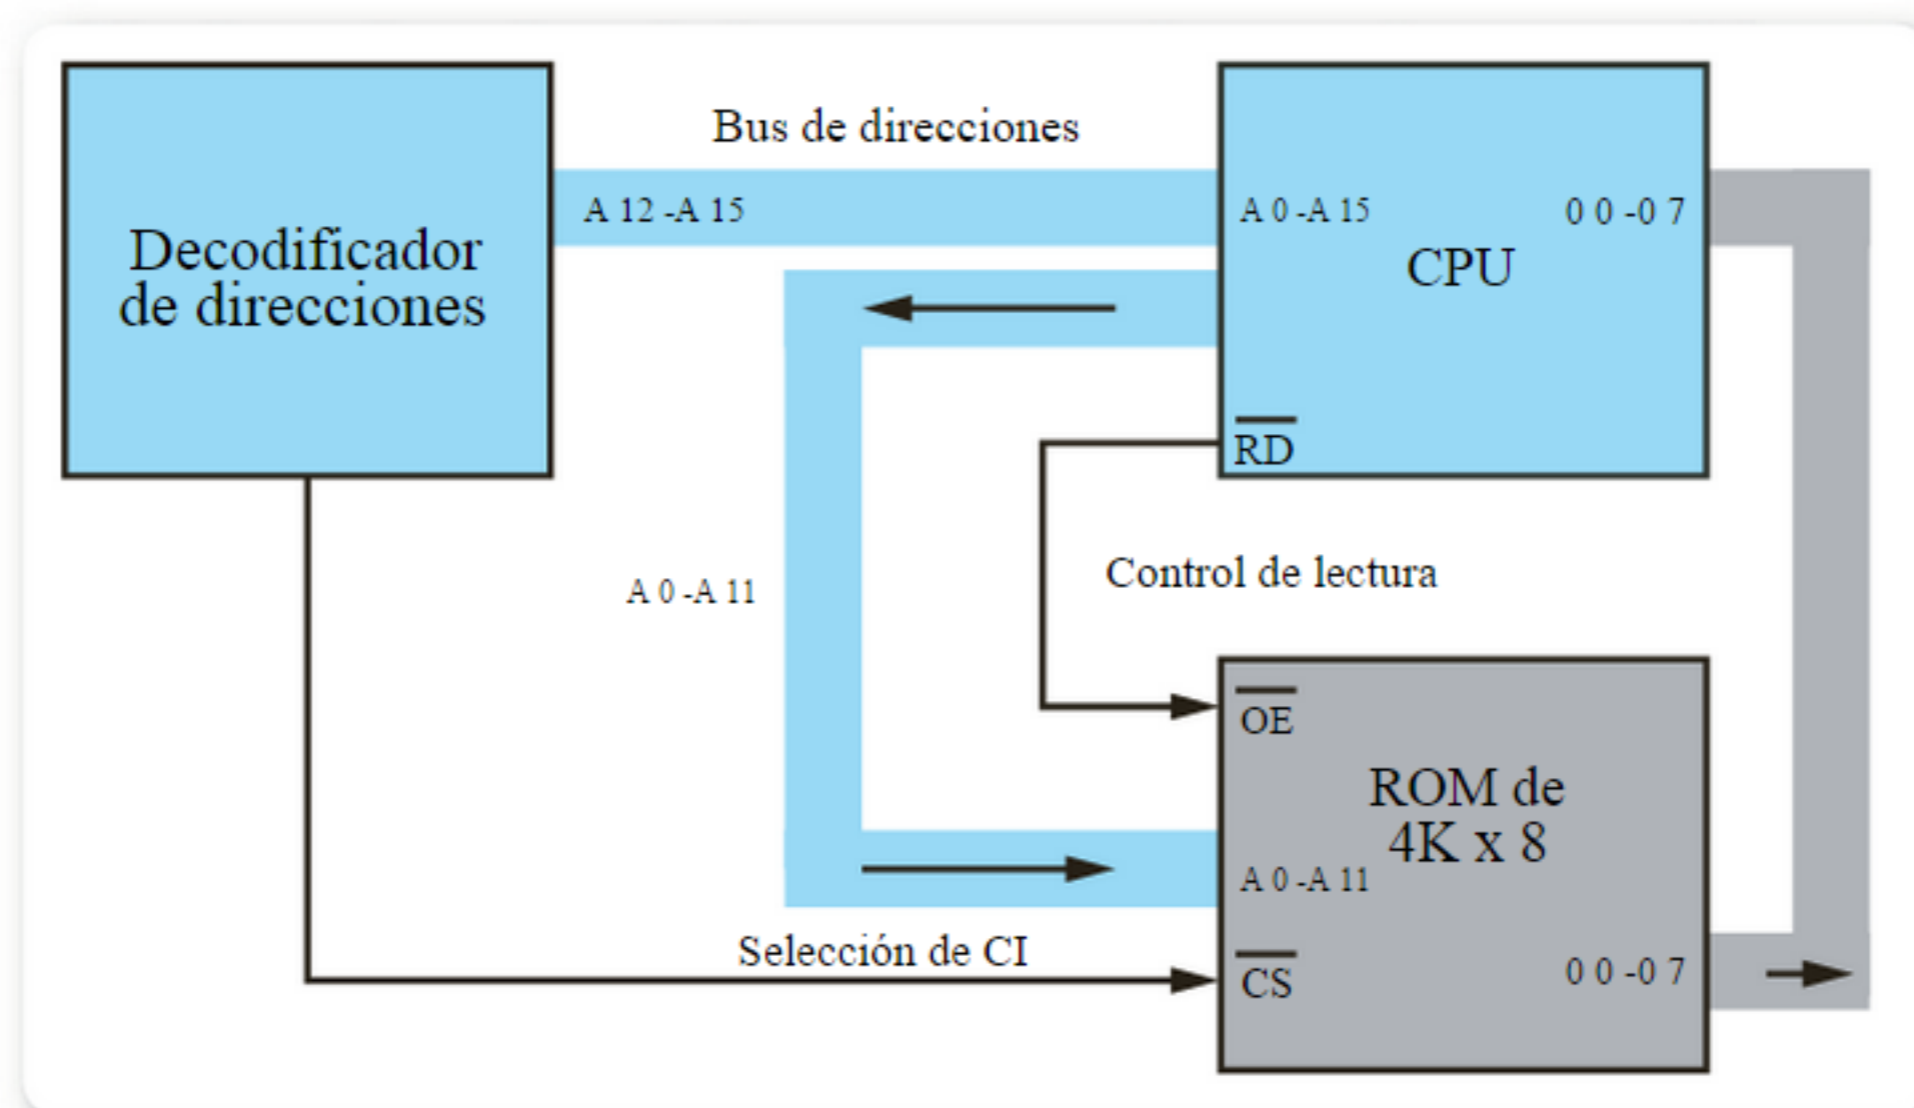 Bus de direcciones
Decodificador
de direcciones
A 12 -A 15
A 0 -A 15
0 0 -0 7
CPU
RD
Control de lectura
A 0 -A 11
OE
ROM de
4K x 8
A 0 -A 11
Selección de CI
CS
0 0 -0 7